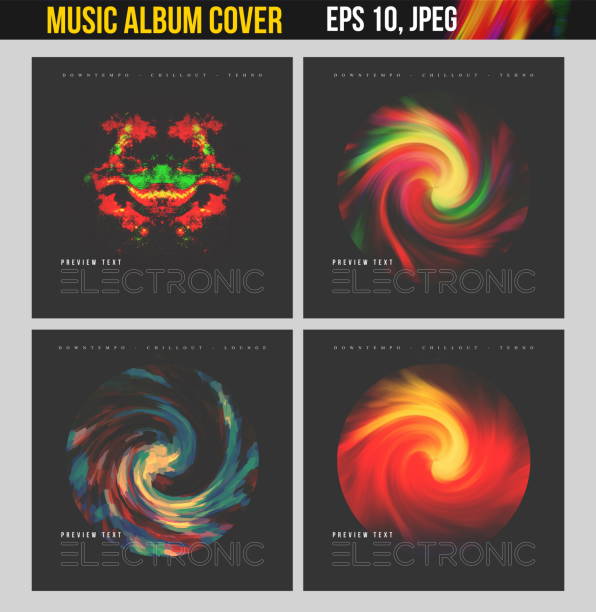 MUSIC ALBUM COVER
EPS 10, JPEG
DOWNTEMPO - CHILLOUT - TEHNO
PREVIEW TEXT
ELECTRONIC
DOWNTEMPO - CHILLOUT - TEHNO
PREVIEW TEXT
ELECTRONIC
DOWNTEMPO - CHILLOUT - LOUNGE
PREVIEW TEXT
ELECTRONIC
DOWNTEMPO - CHILLOUT - TEHNO
PREVIEW TEXT
ELECTRONIC